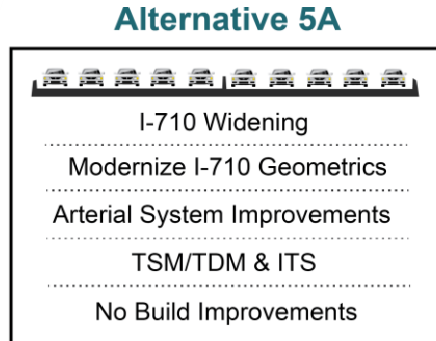 Alternative 5A
I-710 Widening
Modernize I-710 Geometrics
Arterial System Improvements
TSM/TDM & ITS
No Build Improvements